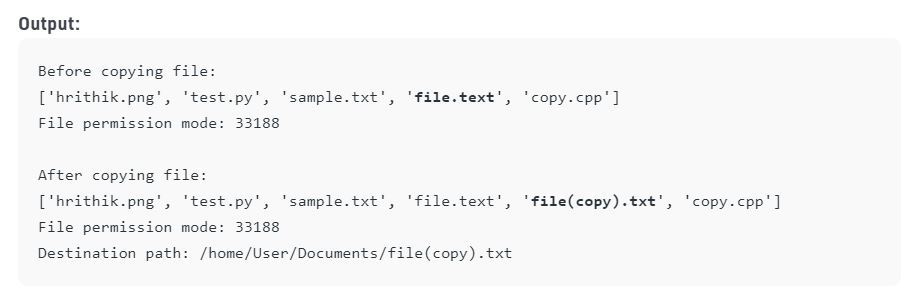 Output:
Before copying file:
['hrithik.png', 'test.py', 'sample.txt', 'file.text', 'copy.cpp']
File permission mode: 33188
After copying file:
['hrithik.png', 'test.py', 'sample.txt', 'file.text', 'file(copy).txt', 'copy.cpp']
File permission mode: 33188
Destination path: /home/User/Documents/file(copy).txt